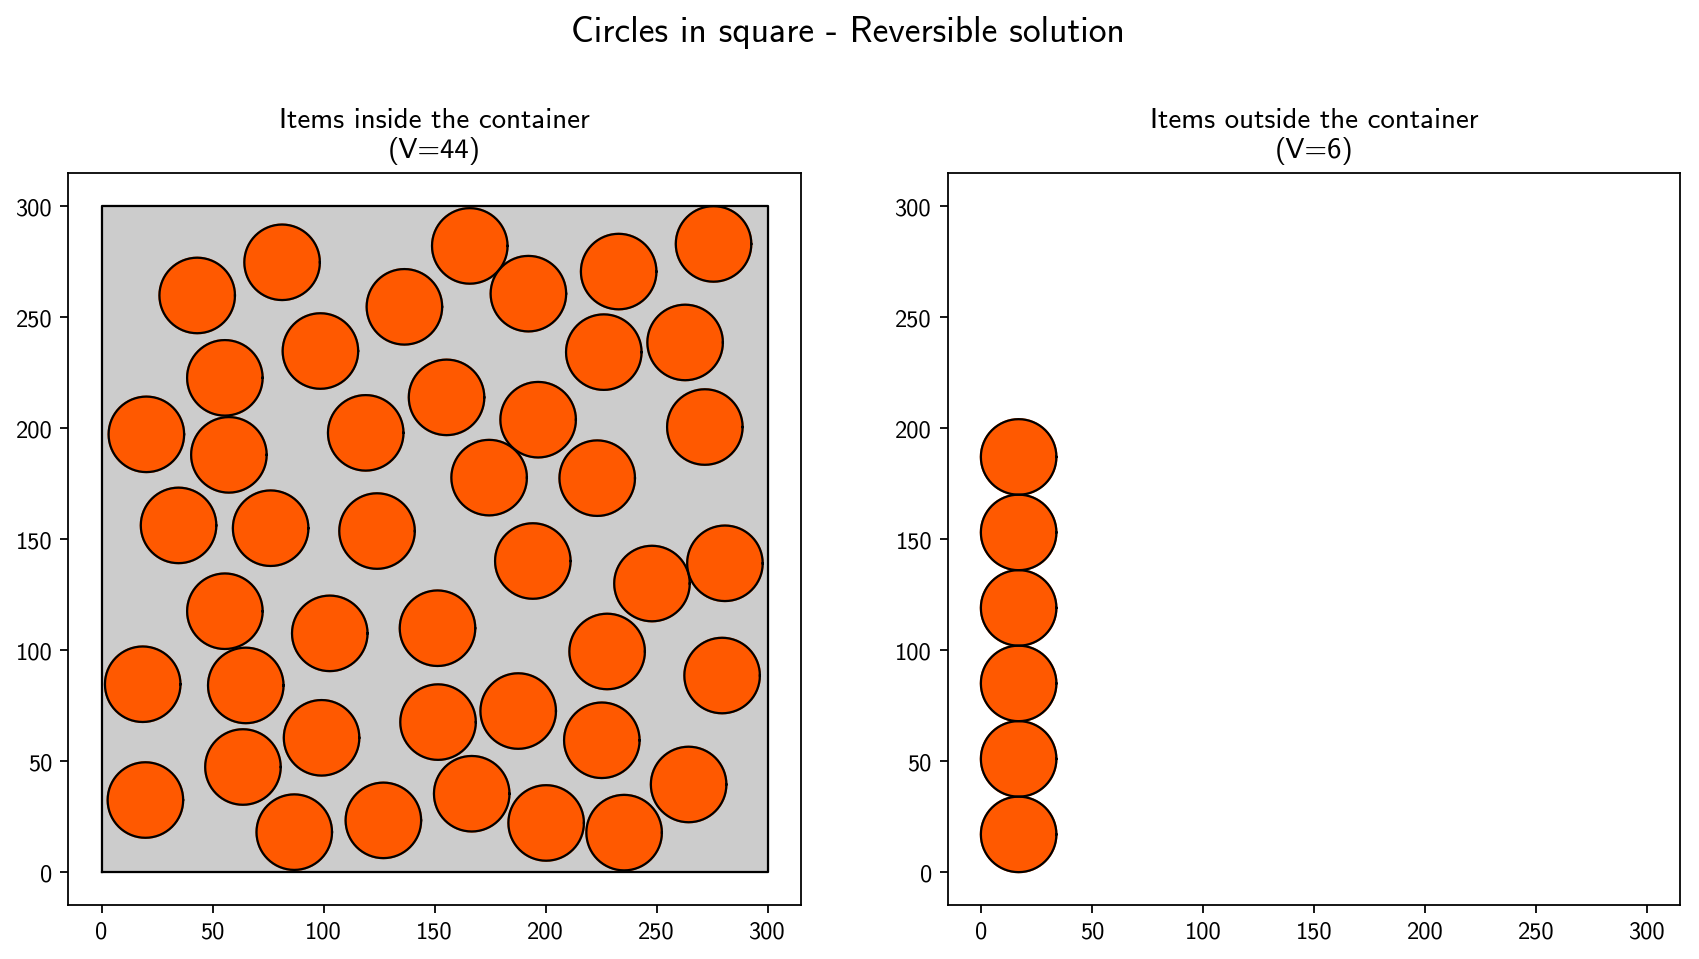 Circles in square - Reversible solution
Items inside the container
(V=44)
300
250
200
150
100
50
0
0 50 100 150 200 250 300
Items outside the container
(V=6)
300
250
200
150
100
50
0
0 50 100 150 200 250 300